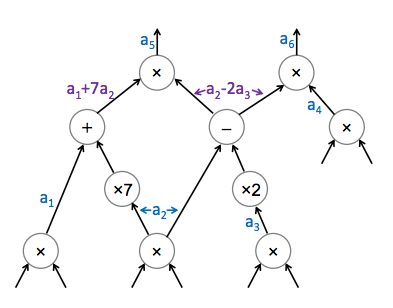 a5
a6
×
×
a1+7a2
a2-2a3
a4
+
−
×
×7
×2
a1
a2
a3
×
×
×